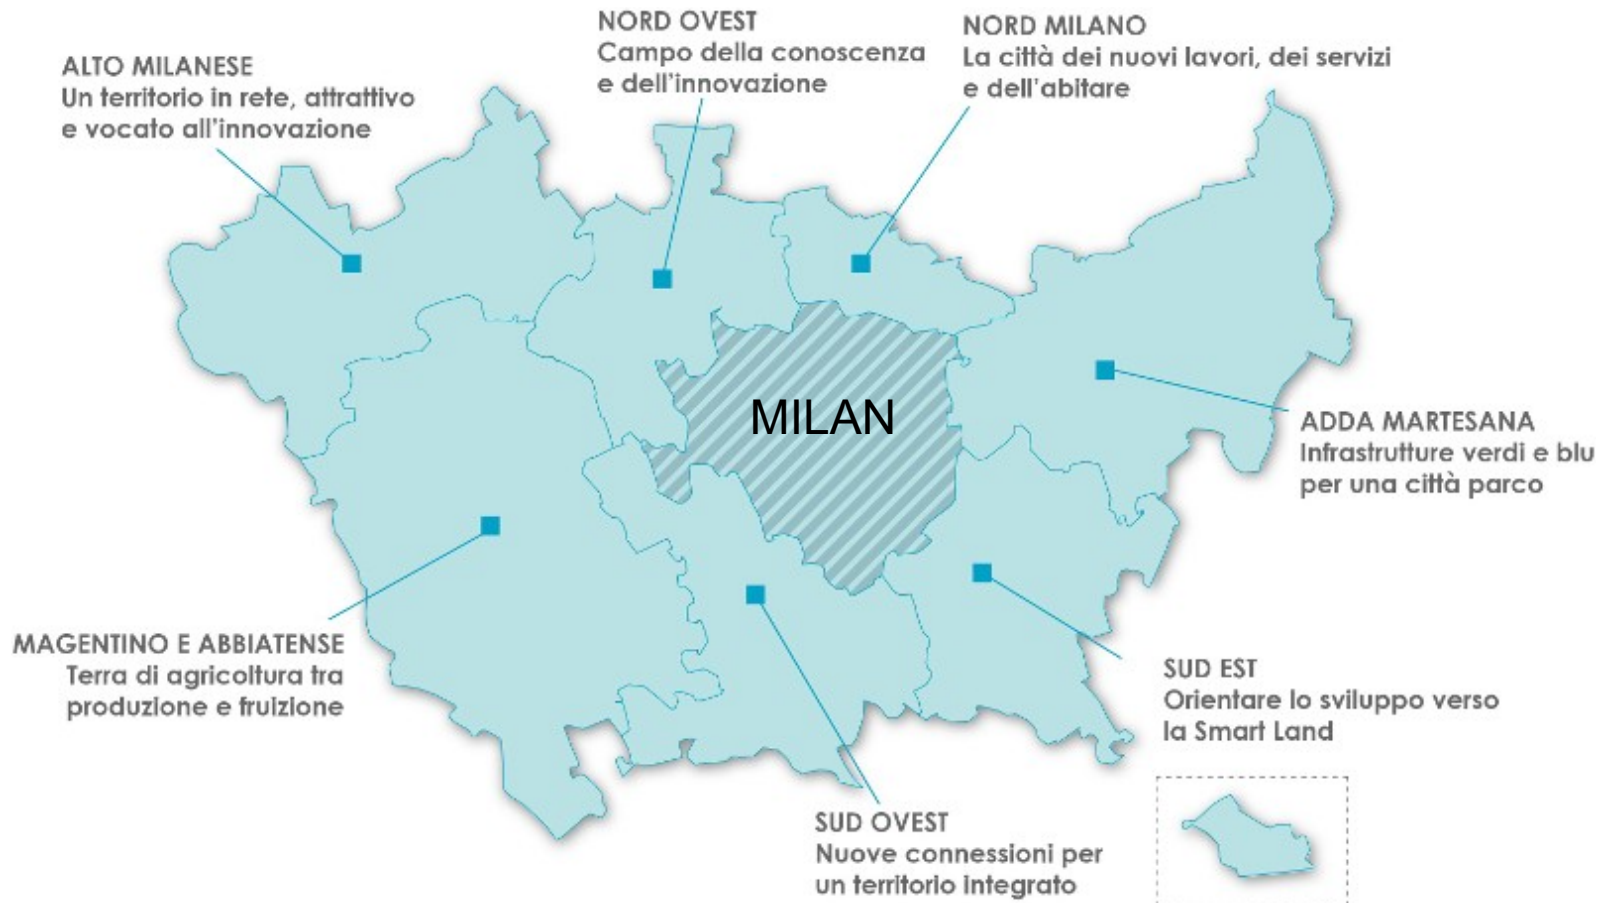 NORD OVEST
Campo della conoscenza
e dell'innovazione
NORD MILANO
La città dei nuovi lavori, dei servizi
e dell'abitare
ALTO MILANESE
Un territorio in rete, attrattivo
e vocato all'innovazione
MILAN
ADDA MARTESANA
Infrastrutture verdi e blu
per una città parco
MAGENTINO E ABBIATENSE
Terra di agricoltura tra
produzione e fruizione
SUD EST
Orientare lo sviluppo verso
la Smart Land
SUD OVEST
Nuove connessioni per
un territorio integrato